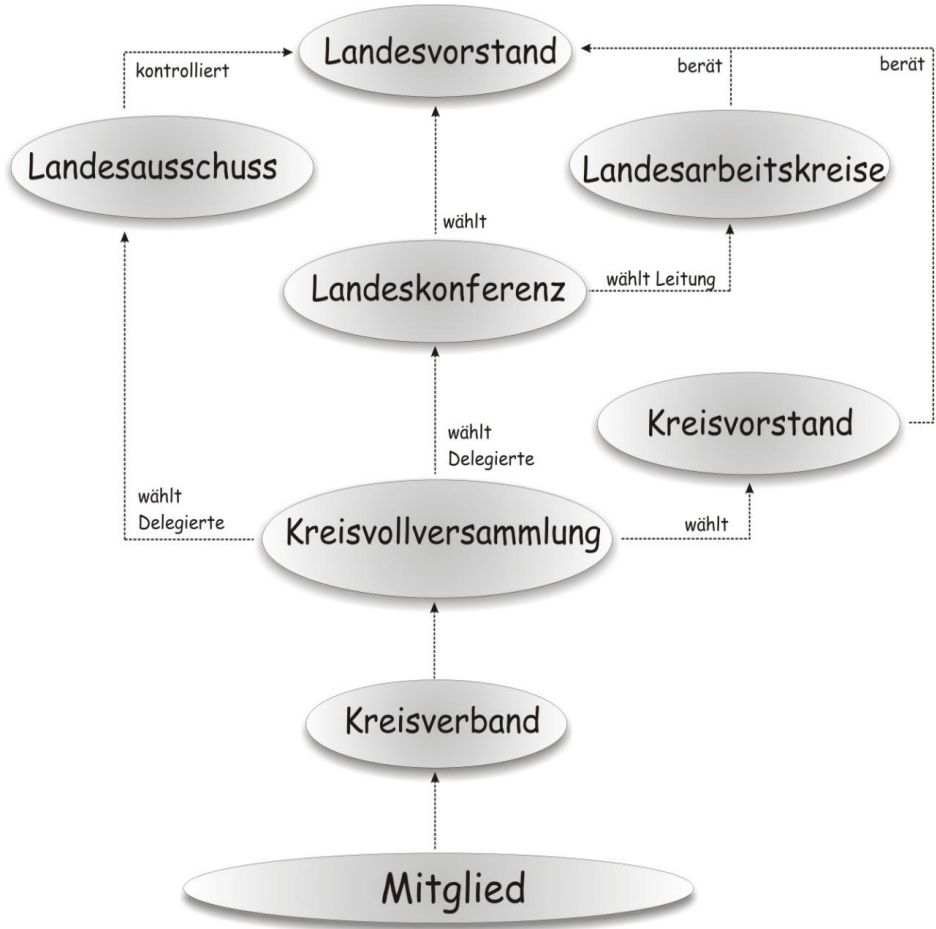 Landesvorstand
kontrolliert
berät
berät
Landesausschuss
Landesarbeitskreise
wählt
Landeskonferenz
wählt Leitung
Kreisvorstand
wählt
Delegierte
wählt
Delegierte
Kreisvollversammlung
wählt
Kreisverband
Mitglied